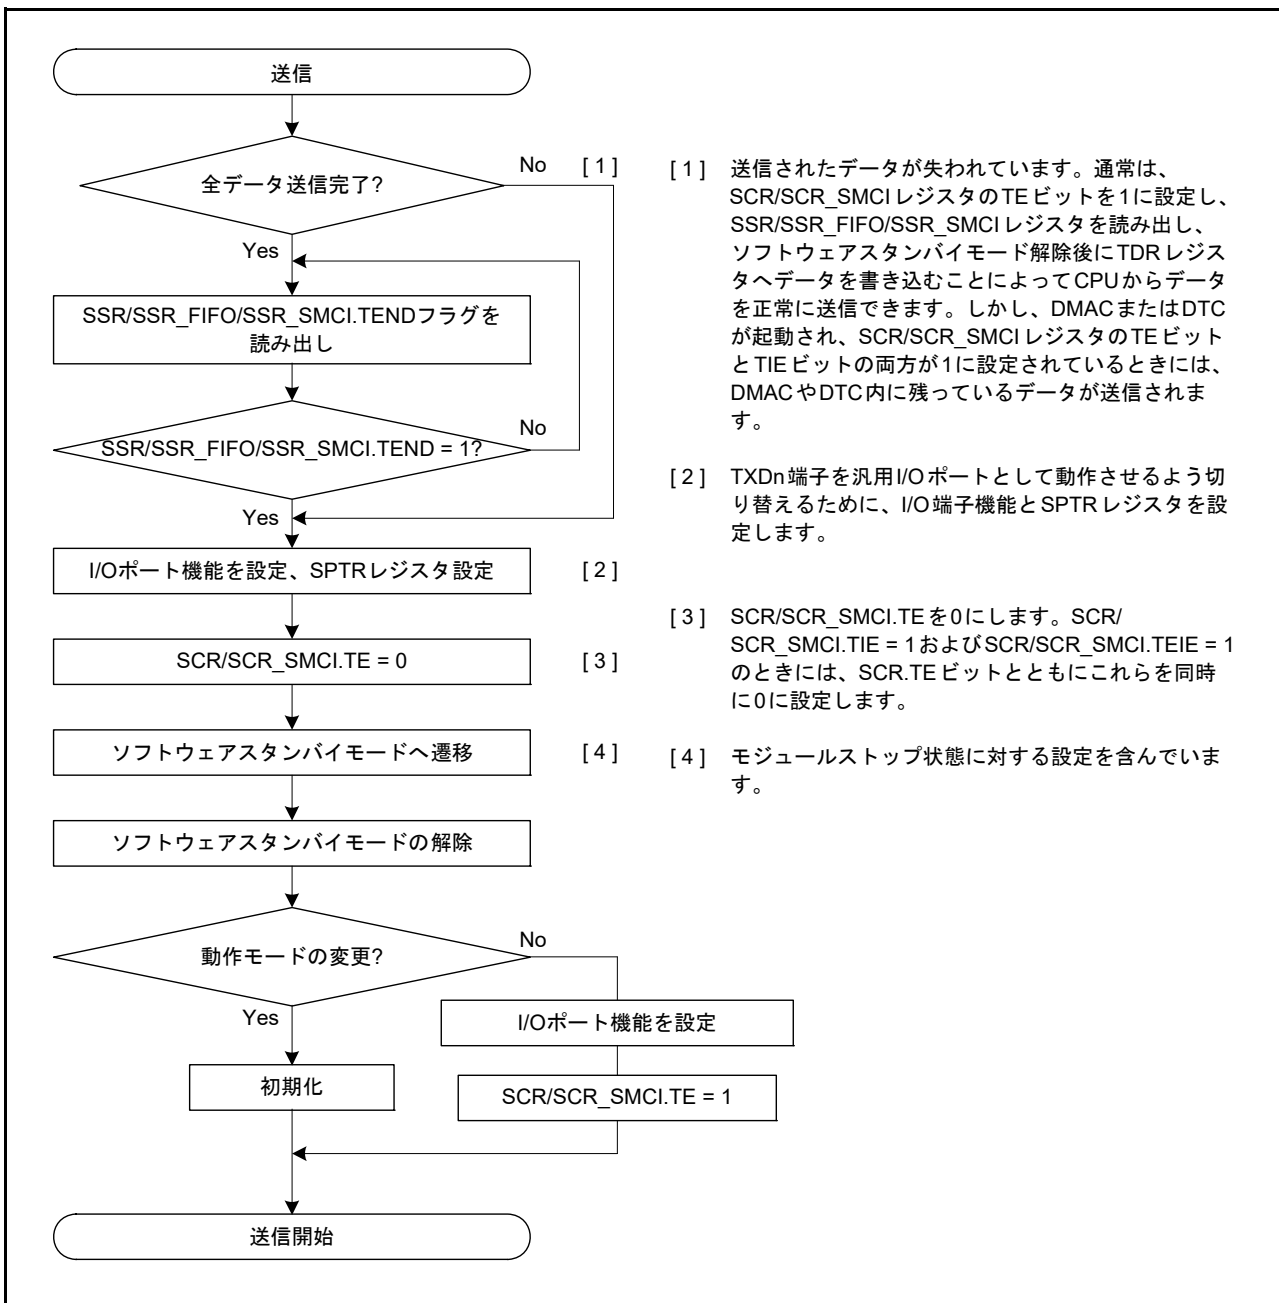 送信
全データ送信完了?
No
[ 1 ]
Yes
SSR/SSR_FIFO/SSR_SMCI.TENDフラグを
読み出し
SSR/SSR_FIFO/SSR_SMCI.TEND = 1?
No
Yes
I/Oポート機能を設定、SPTRレジスタ設定
[ 2 ]
SCR/SCR_SMCI.TE = 0
[ 3 ]
ソフトウェアスタンバイモードへ遷移
[ 4 ]
ソフトウェアスタンバイモードの解除
動作モードの変更?
No
Yes
I/Oポート機能を設定
初期化
SCR/SCR_SMCI.TE = 1
送信開始
[ 1 ] 送信されたデータが失われています。通常は、
SCR/SCR_SMCIレジスタのTEビットを1に設定し、
SSR/SSR_FIFO/SSR_SMCIレジスタを読み出し、
ソフトウェアスタンバイモード解除後にTDRレジス
タへデータを書き込むことによってCPUからデータ
を正常に送信できます。しかし、DMACまたはDTC
が起動され、SCR/SCR_SMCIレジスタのTEビット
とTIEビットの両方が1に設定されているときには、
DMACやDTC内に残っているデータが送信されま
す。
[ 2 ] TXDn端子を汎用I/Oポートとして動作させるよう切
り替えるために、I/O端子機能とSPTRレジスタを設
定します。
[ 3 ] SCR/SCR_SMCI.TEを0にします。SCR/
SCR_SMCI.TIE = 1およびSCR/SCR_SMCI.TEIE = 1
のときには、SCR.TEビットとともにこれらを同時
に0に設定します。
[ 4 ] モジュールストップ状態に対する設定を含んでいま
す。